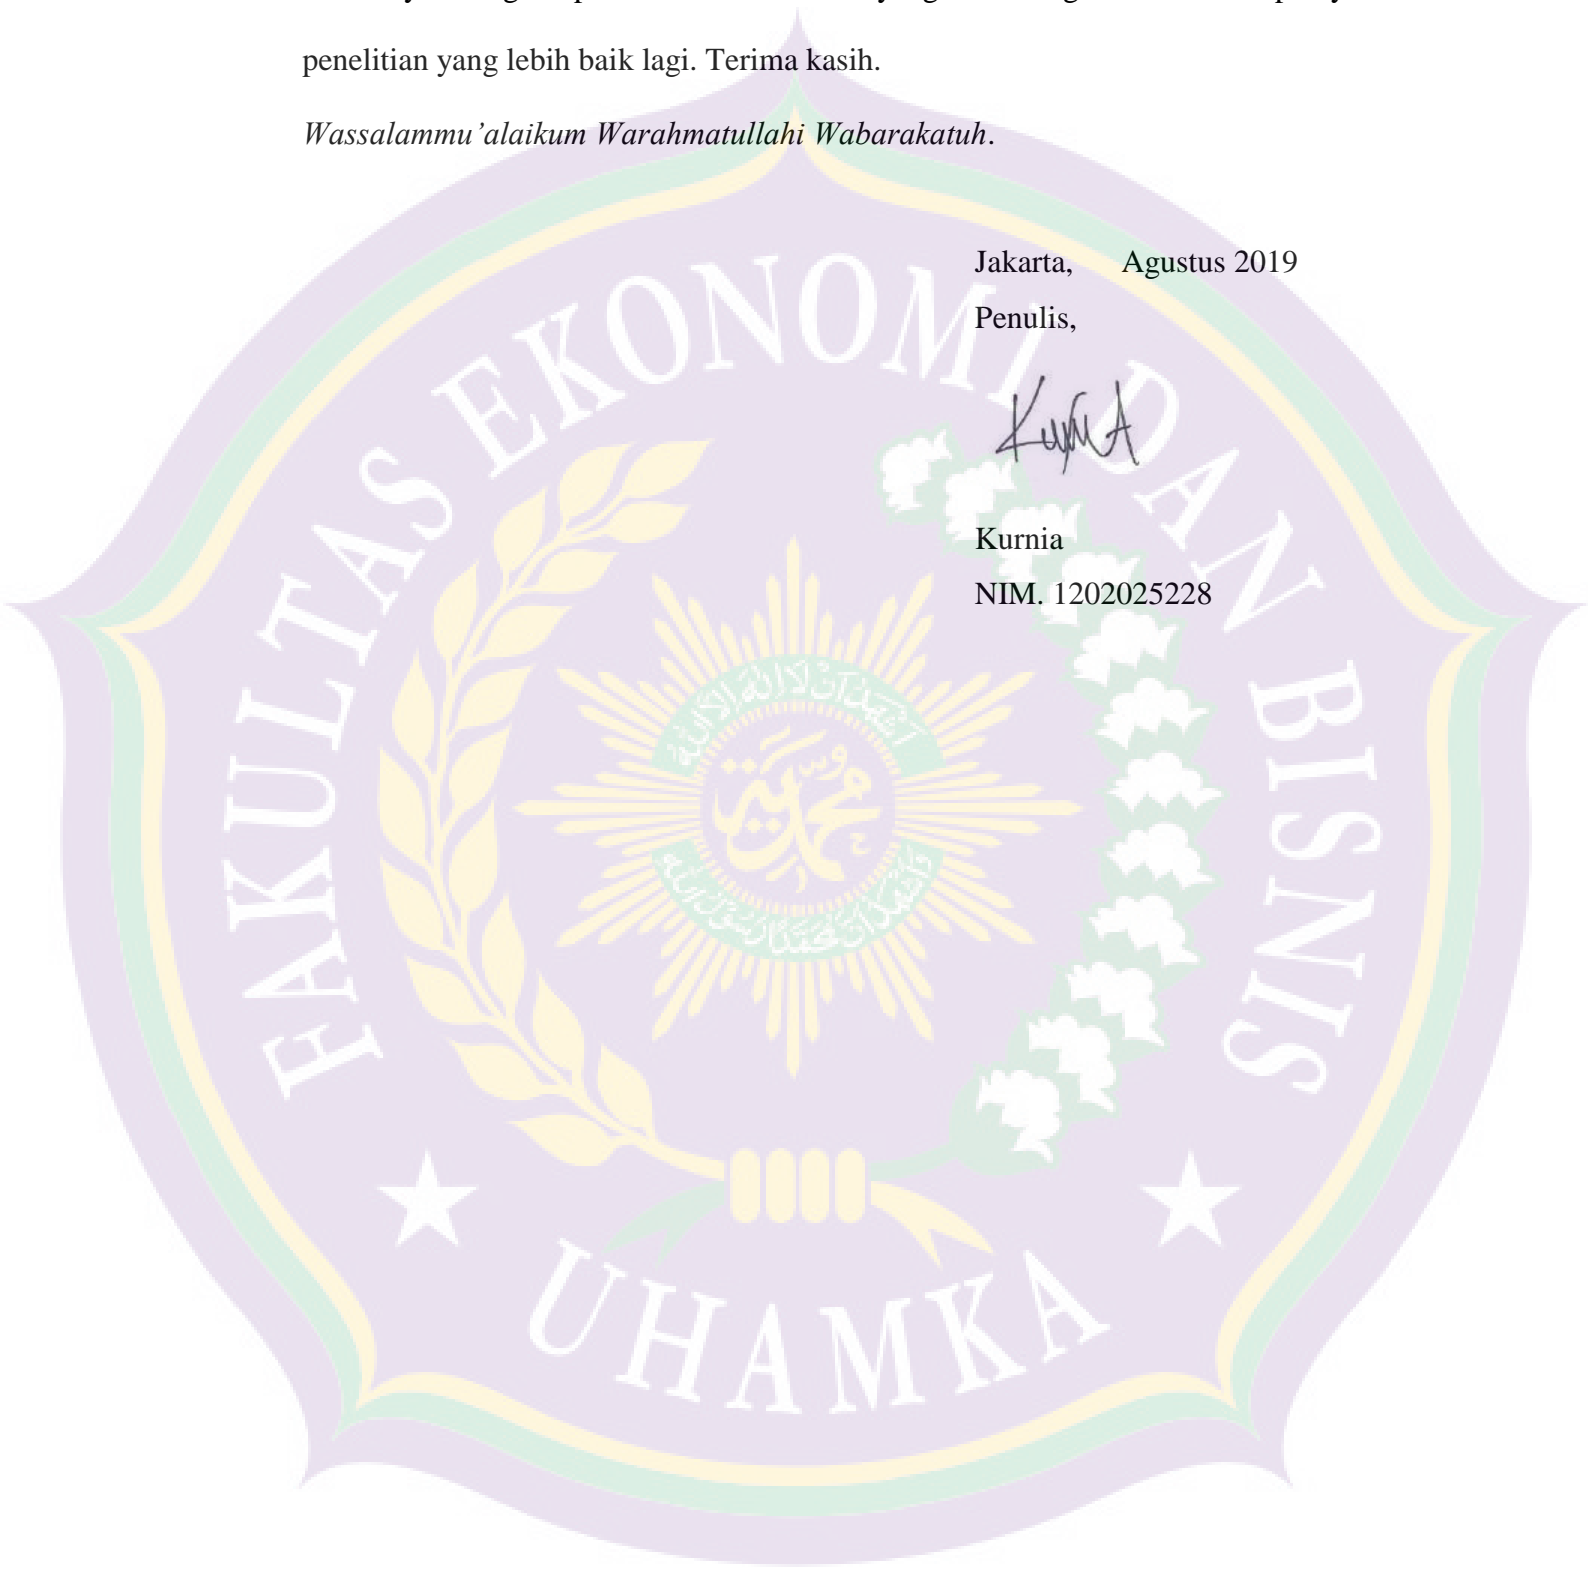 penelitian yang lebih baik lagi. Terima kasih.
Wassalammu’alaikum Warahmatullahi Wabarakatuh.
Jakarta, Agustus 2019
Penulis,
Kurnia
NIM. 1202025228
FAKULTAS EKONOMI DAN BISNIS
محمدية
UHAMKA